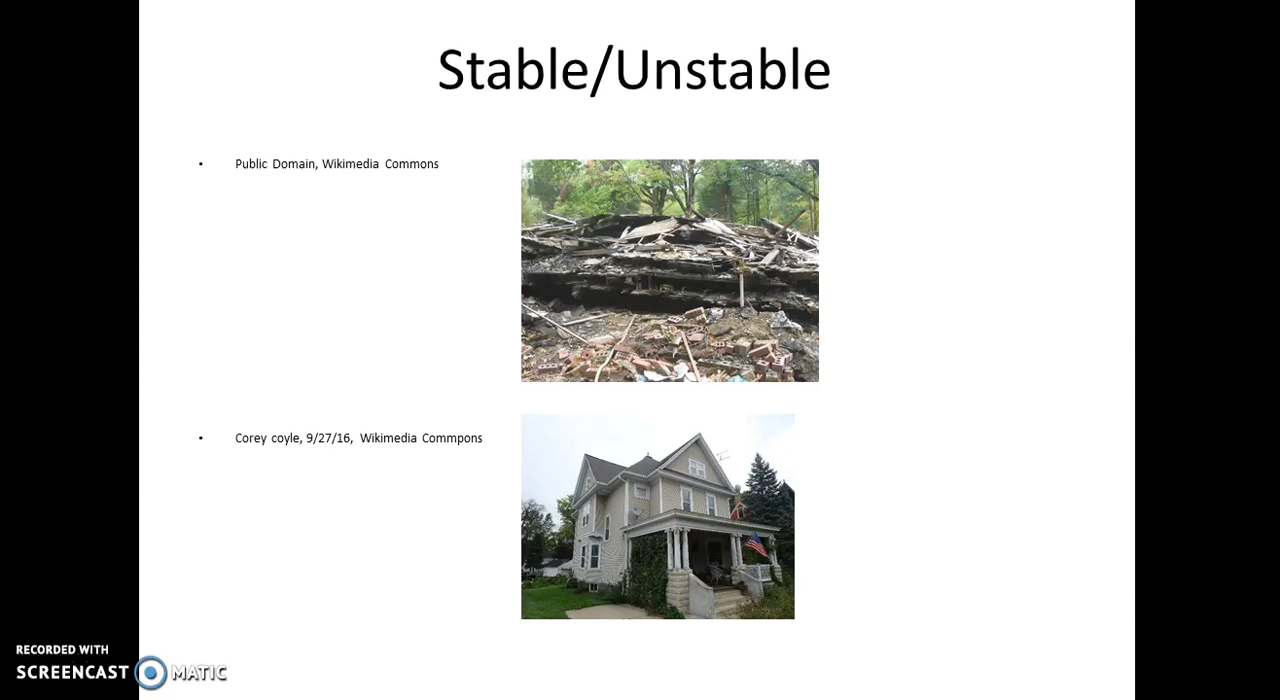 Stable/Unstable
• Public Domain, Wikimedia Commons
• Corey coyle, 9/27/16, Wikimedia Commpons
RECORDED WITH
SCREENCAST MATIC